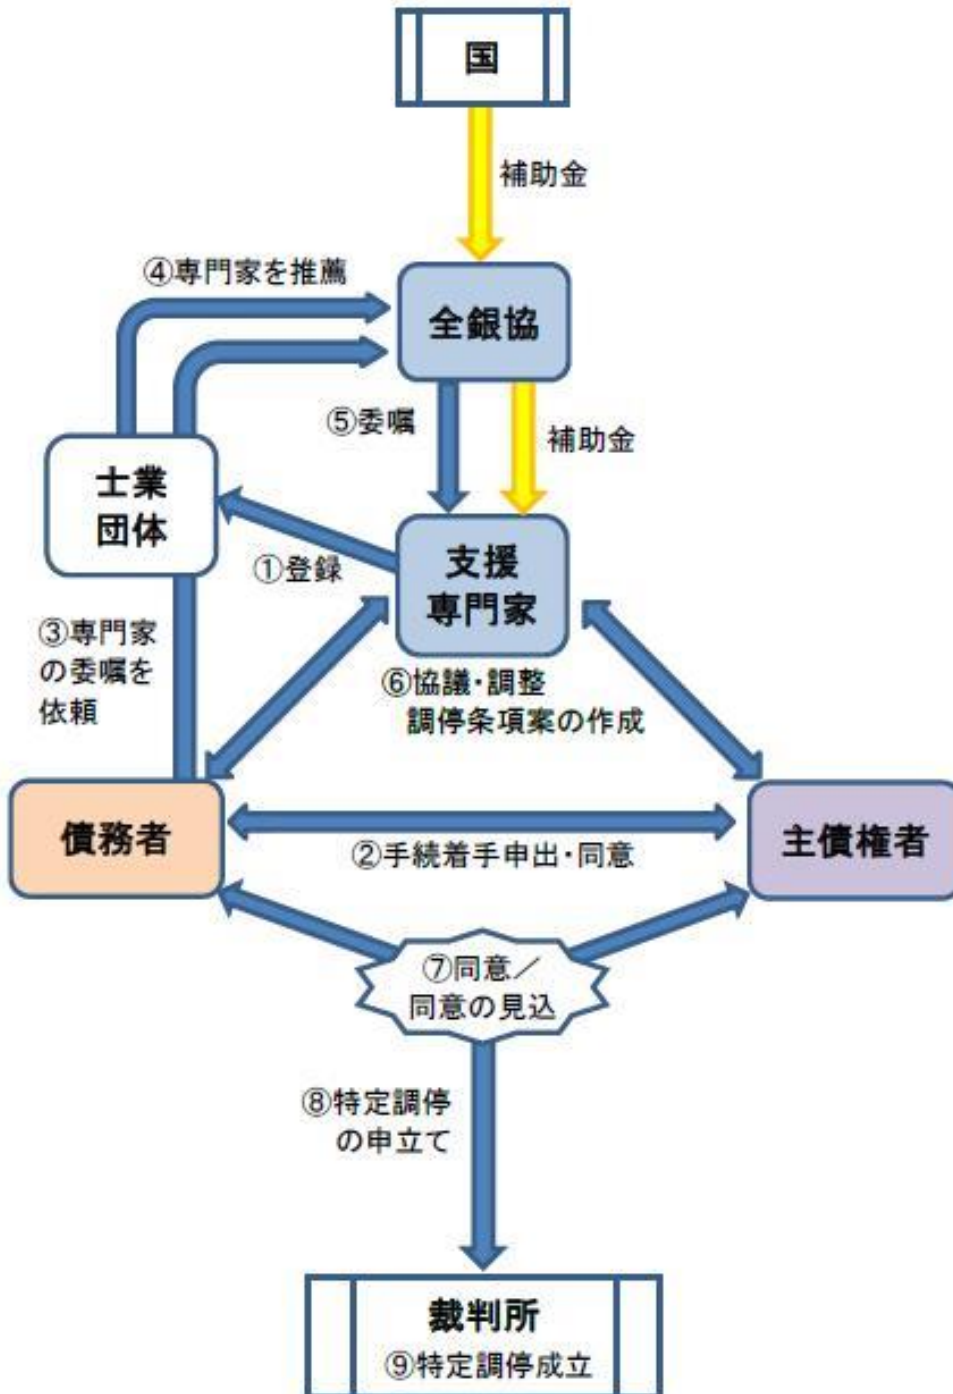 国
補助金
④専門家を推薦
全銀協
⑤委嘱
補助金
士業
団体
①登録
支援
専門家
③専門家
の委嘱を
依頼
⑥協議・調整
調停条項案の作成
債務者
②手続着手申出・同意
主債権者
⑦同意／
同意の見込
⑧特定調停
の申立て
裁判所
⑨特定調停成立